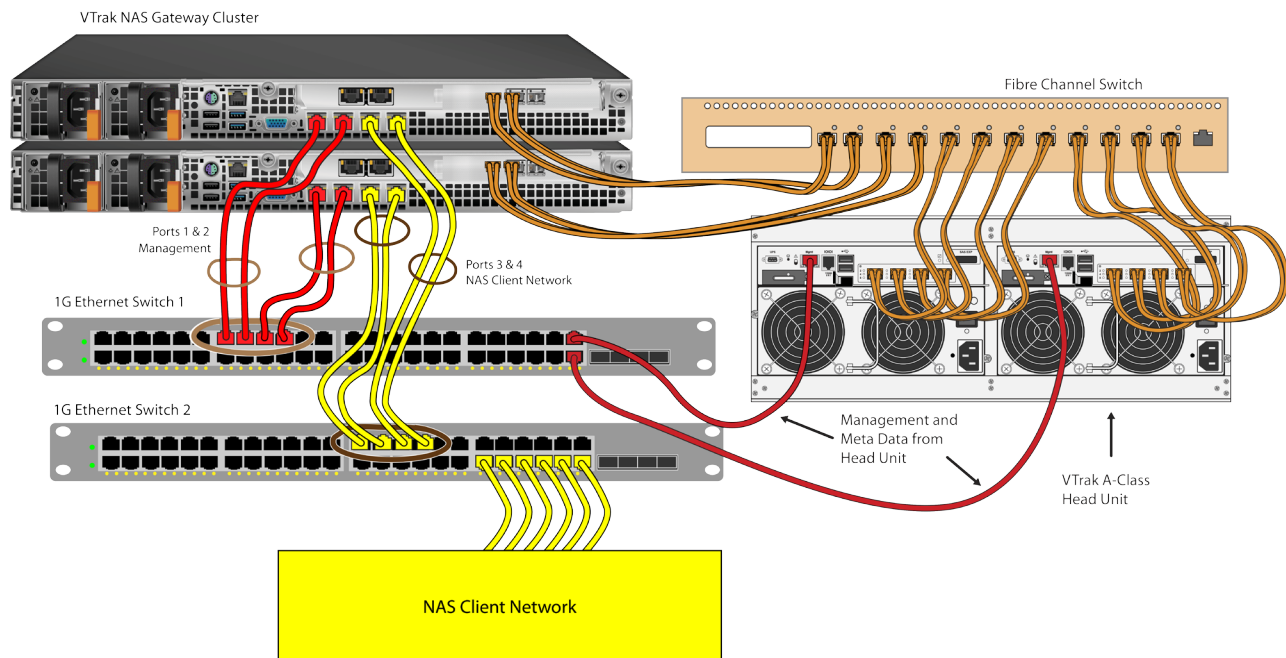 VTrak NAS Gateway Cluster
Fibre Channel Switch
Ports 1 & 2
Management
Ports 3 & 4
NAS Client Network
1G Ethernet Switch 1
1G Ethernet Switch 2
Management and
Meta Data from
Head Unit
VTrak A-Class
Head Unit
NAS Client Network